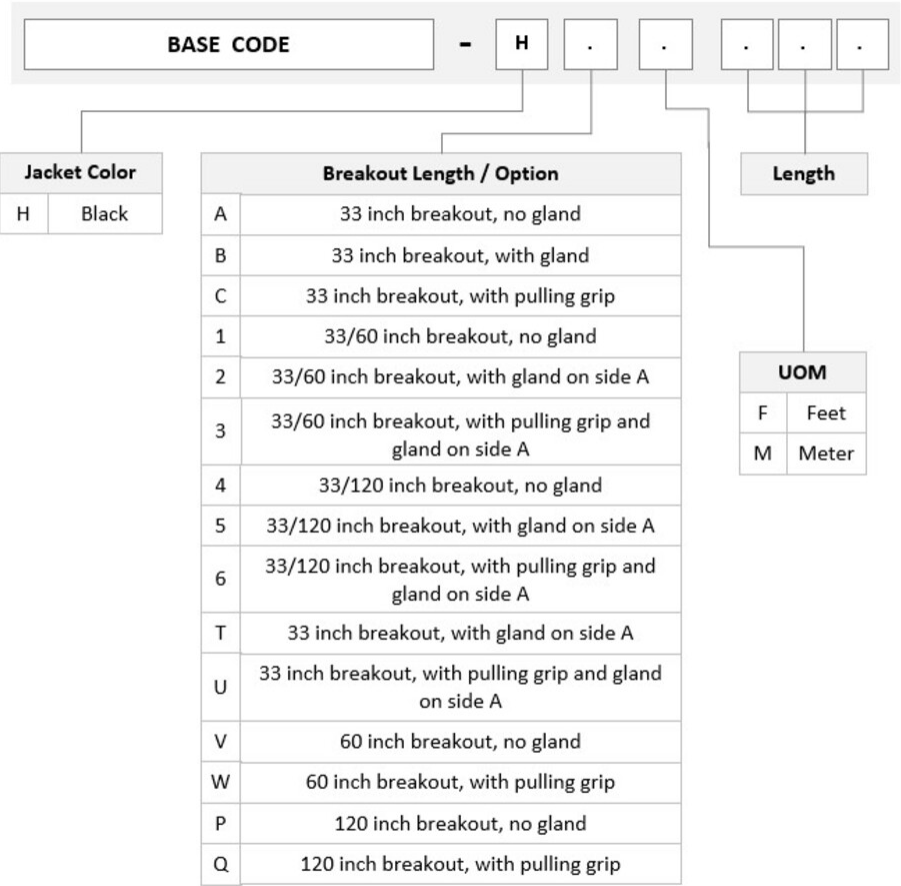 BASE CODE - H . . . . .
Jacket Color
H Black
Breakout Length / Option
A 33 inch breakout, no gland
B 33 inch breakout, with gland
C 33 inch breakout, with pulling grip
1 33/60 inch breakout, no gland
2 33/60 inch breakout, with gland on side A
3 33/60 inch breakout, with pulling grip and
gland on side A
4 33/120 inch breakout, no gland
5 33/120 inch breakout, with gland on side A
6 33/120 inch breakout, with pulling grip and
gland on side A
T 33 inch breakout, with gland on side A
U 33 inch breakout, with pulling grip and gland
on side A
V 60 inch breakout, no gland
W 60 inch breakout, with pulling grip
P 120 inch breakout, no gland
Q 120 inch breakout, with pulling grip
Length
UOM
F Feet
M Meter